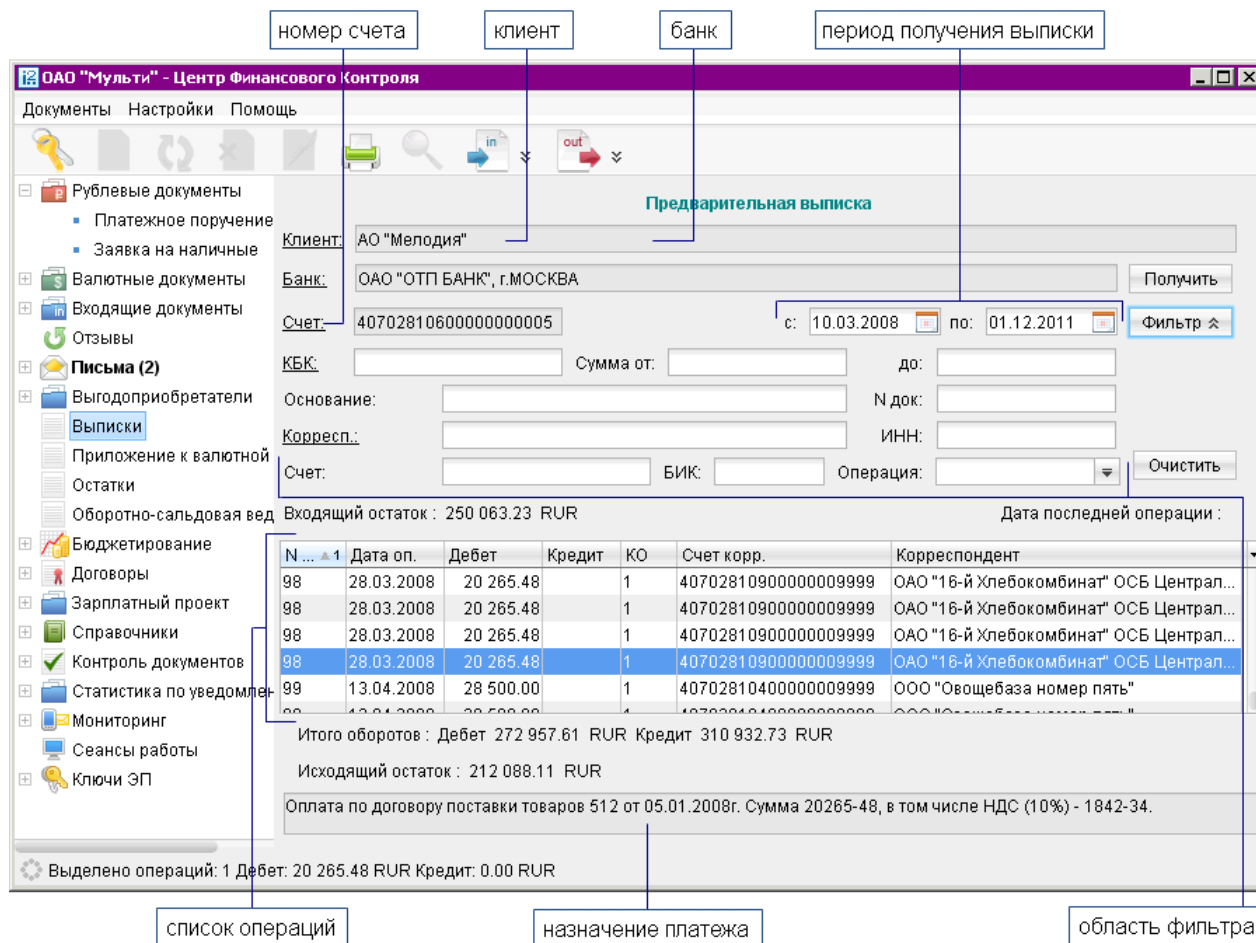 номер счета клиент банк период получения выписки
ОАО "Мульти" - Центр Финансового Контроля
Документы Настройки Помощь
in out
Рублевые документы
Платежное поручение
Заявка на наличные
Валютные документы
Входящие документы
Отзывы
Письма (2)
Выгодоприобретатели
Выписки
Приложение к валютной
Остатки
Оборотно-сальдовая вед
Бюджетирование
Договоры
Зарплатный проект
Справочники
Контроль документов
Статистика по уведомлен
Мониторинг
Сеансы работы
Ключи ЭП
Предварительная выписка
Клиент: АО "Мелодия"
Банк: ОАО "ОТП БАНК", г.МОСКВА Получить
Счет: 40702810600000000005 с: 10.03.2008 по: 01.12.2011 Фильтр
КБК: Сумма от: до:
Основание: N док:
Корресп.: ИНН:
Счет: БИК: Операция: Очистить
Входящий остаток : 250 063.23 RUR Дата последней операции :
N ... 1 Дата оп. Дебет Кредит КО Счет корр. Корреспондент
98 28.03.2008 20 265.48 1 40702810900000009999 ОАО "16-й Хлебокомбинат" ОСБ Централ...
98 28.03.2008 20 265.48 1 40702810900000009999 ОАО "16-й Хлебокомбинат" ОСБ Централ...
98 28.03.2008 20 265.48 1 40702810900000009999 ОАО "16-й Хлебокомбинат" ОСБ Централ...
98 28.03.2008 20 265.48 1 40702810900000009999 ОАО "16-й Хлебокомбинат" ОСБ Централ...
99 13.04.2008 28 500.00 1 40702810400000009999 ООО "Овощебаза номер пять"
Итого оборотов : Дебет 272 957.61 RUR Кредит 310 932.73 RUR
Исходящий остаток : 212 088.11 RUR
Оплата по договору поставки товаров 512 от 05.01.2008г. Сумма 20265-48, в том числе НДС (10%) - 1842-34.
Выделено операций: 1 Дебет: 20 265.48 RUR Кредит: 0.00 RUR
список операций назначение платежа область фильтра